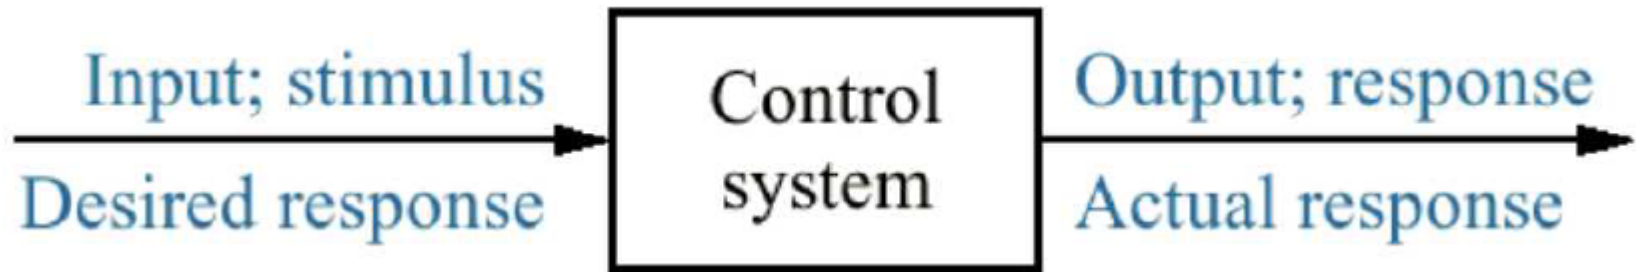 Input; stimulus
Desired response
Control
system
Output; response
Actual response